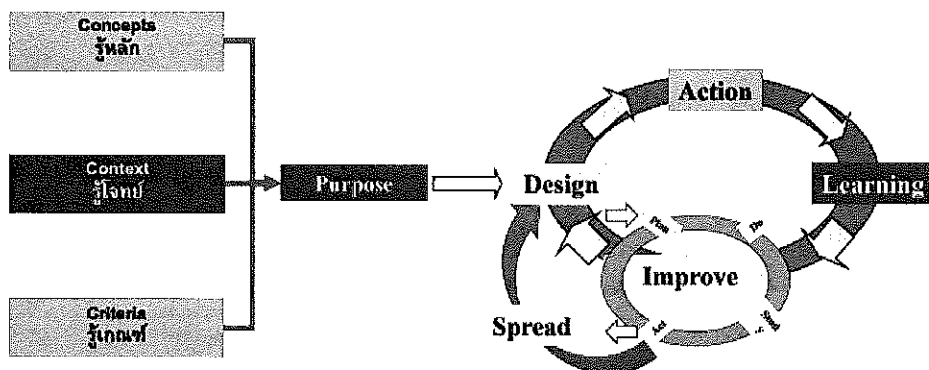 Concepts
รู้หลัก
Context
รู้โจทย์
Criteria
รู้เกณฑ์
Purpose
Design
Action
Learning
Improve
Plan
Do
Study
Act
Spread